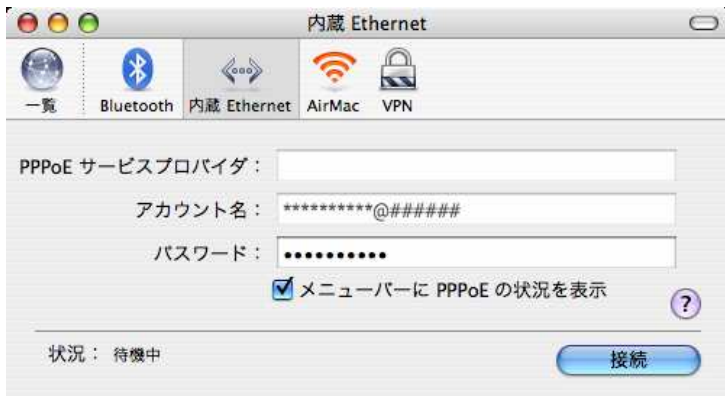 内蔵 Ethernet
一覧 Bluetooth 内蔵 Ethernet AirMac VPN
PPPoE サービスプロバイダ：
アカウント名： **********@######
パスワード： ••••••••••
メニューバーに PPPoE の状況を表示
?
状況： 待機中 接続